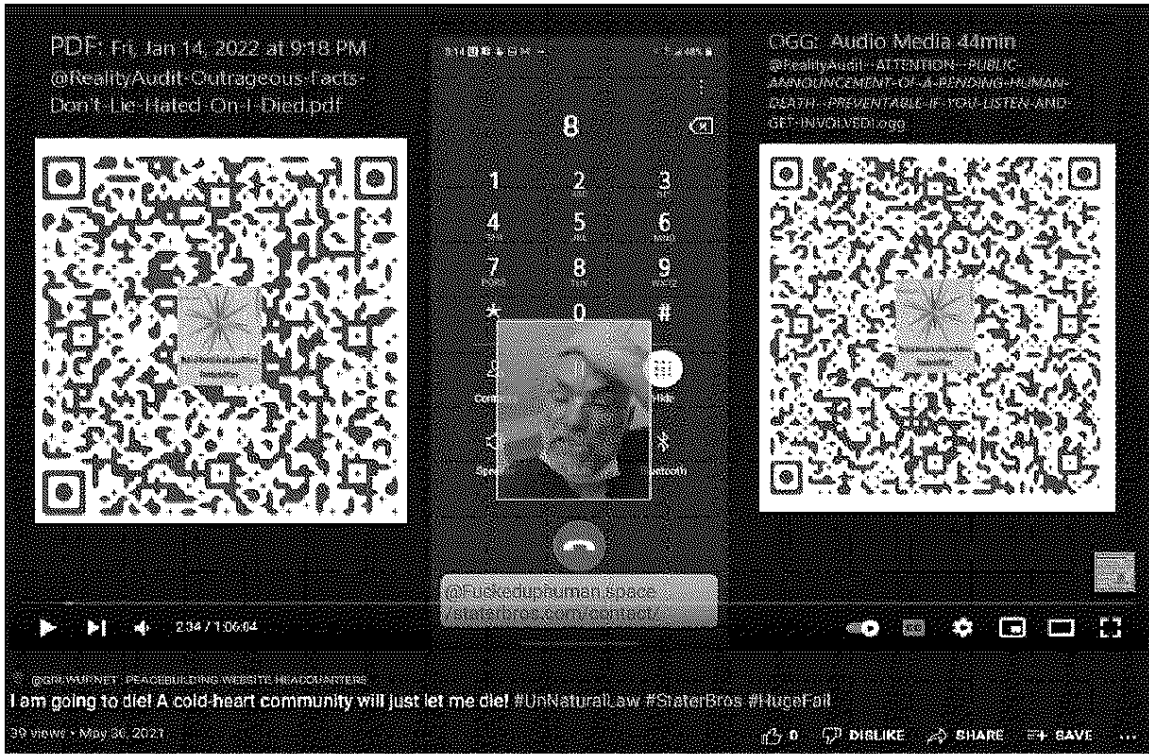 PDF: Fri, Jan 14, 2022 at 9:18 PM
@RealityAudit-Outrageous-Facts-
Don't-Lie-Hated-On-I-Died.pdf
OGG: Audio Media 44min
@RealityAudit--ATTENTION--PUBLIC-
ANNOUNCEMENT-OF-A-PENDING-HUMAN-
DEATH--PREVENTABLE-IF-YOU-LISTEN-AND-
GET-INVOLVED!.ogg
8
1 2 3
4 5 6
7 8 9
* 0 #
Hide
@Fuckeduphuman.space
/staterbros.com-contact/
2:34 / 1:06:04
PEACEBUILDING WEBSITE HEADQUARTERS
I am going to die! A cold-heart community will just let me die! #UnNaturalLaw #StaterBros #HugeFail
39 views • May 30, 2021
0 DISLIKE SHARE SAVE